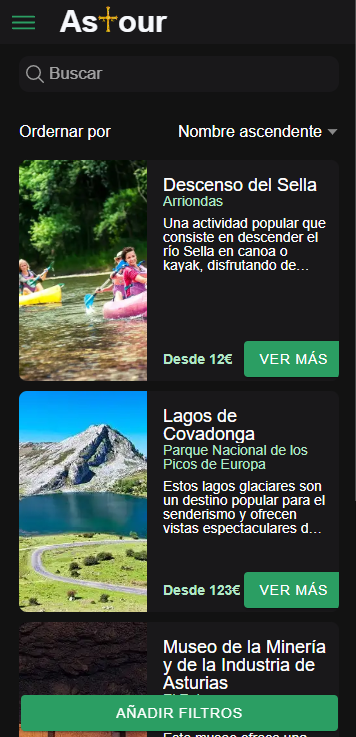 Astour
Buscar
Ordernar por
Nombre ascendente
Descenso del Sella
Arriondas
Una actividad popular que
consiste en descender el
río Sella en canoa o
kayak, disfrutando de...
Desde 12€
VER MÁS
Lagos de
Covadonga
Parque Nacional de los
Picos de Europa
Estos lagos glaciares son
un destino popular para el
senderismo y ofrecen
vistas espectaculares d...
Desde 123€
VER MÁS
Museo de la Minería
y de la Industria de
Asturias
AÑADIR FILTROS